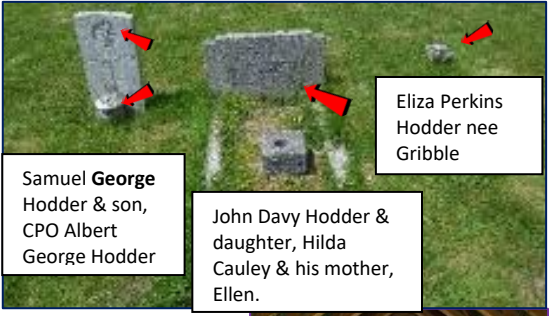 Eliza Perkins
Hodder nee
Gribble
Samuel George
Hodder & son,
CPO Albert
George Hodder
John Davy Hodder &
daughter, Hilda
Cauley & his mother,
Ellen.